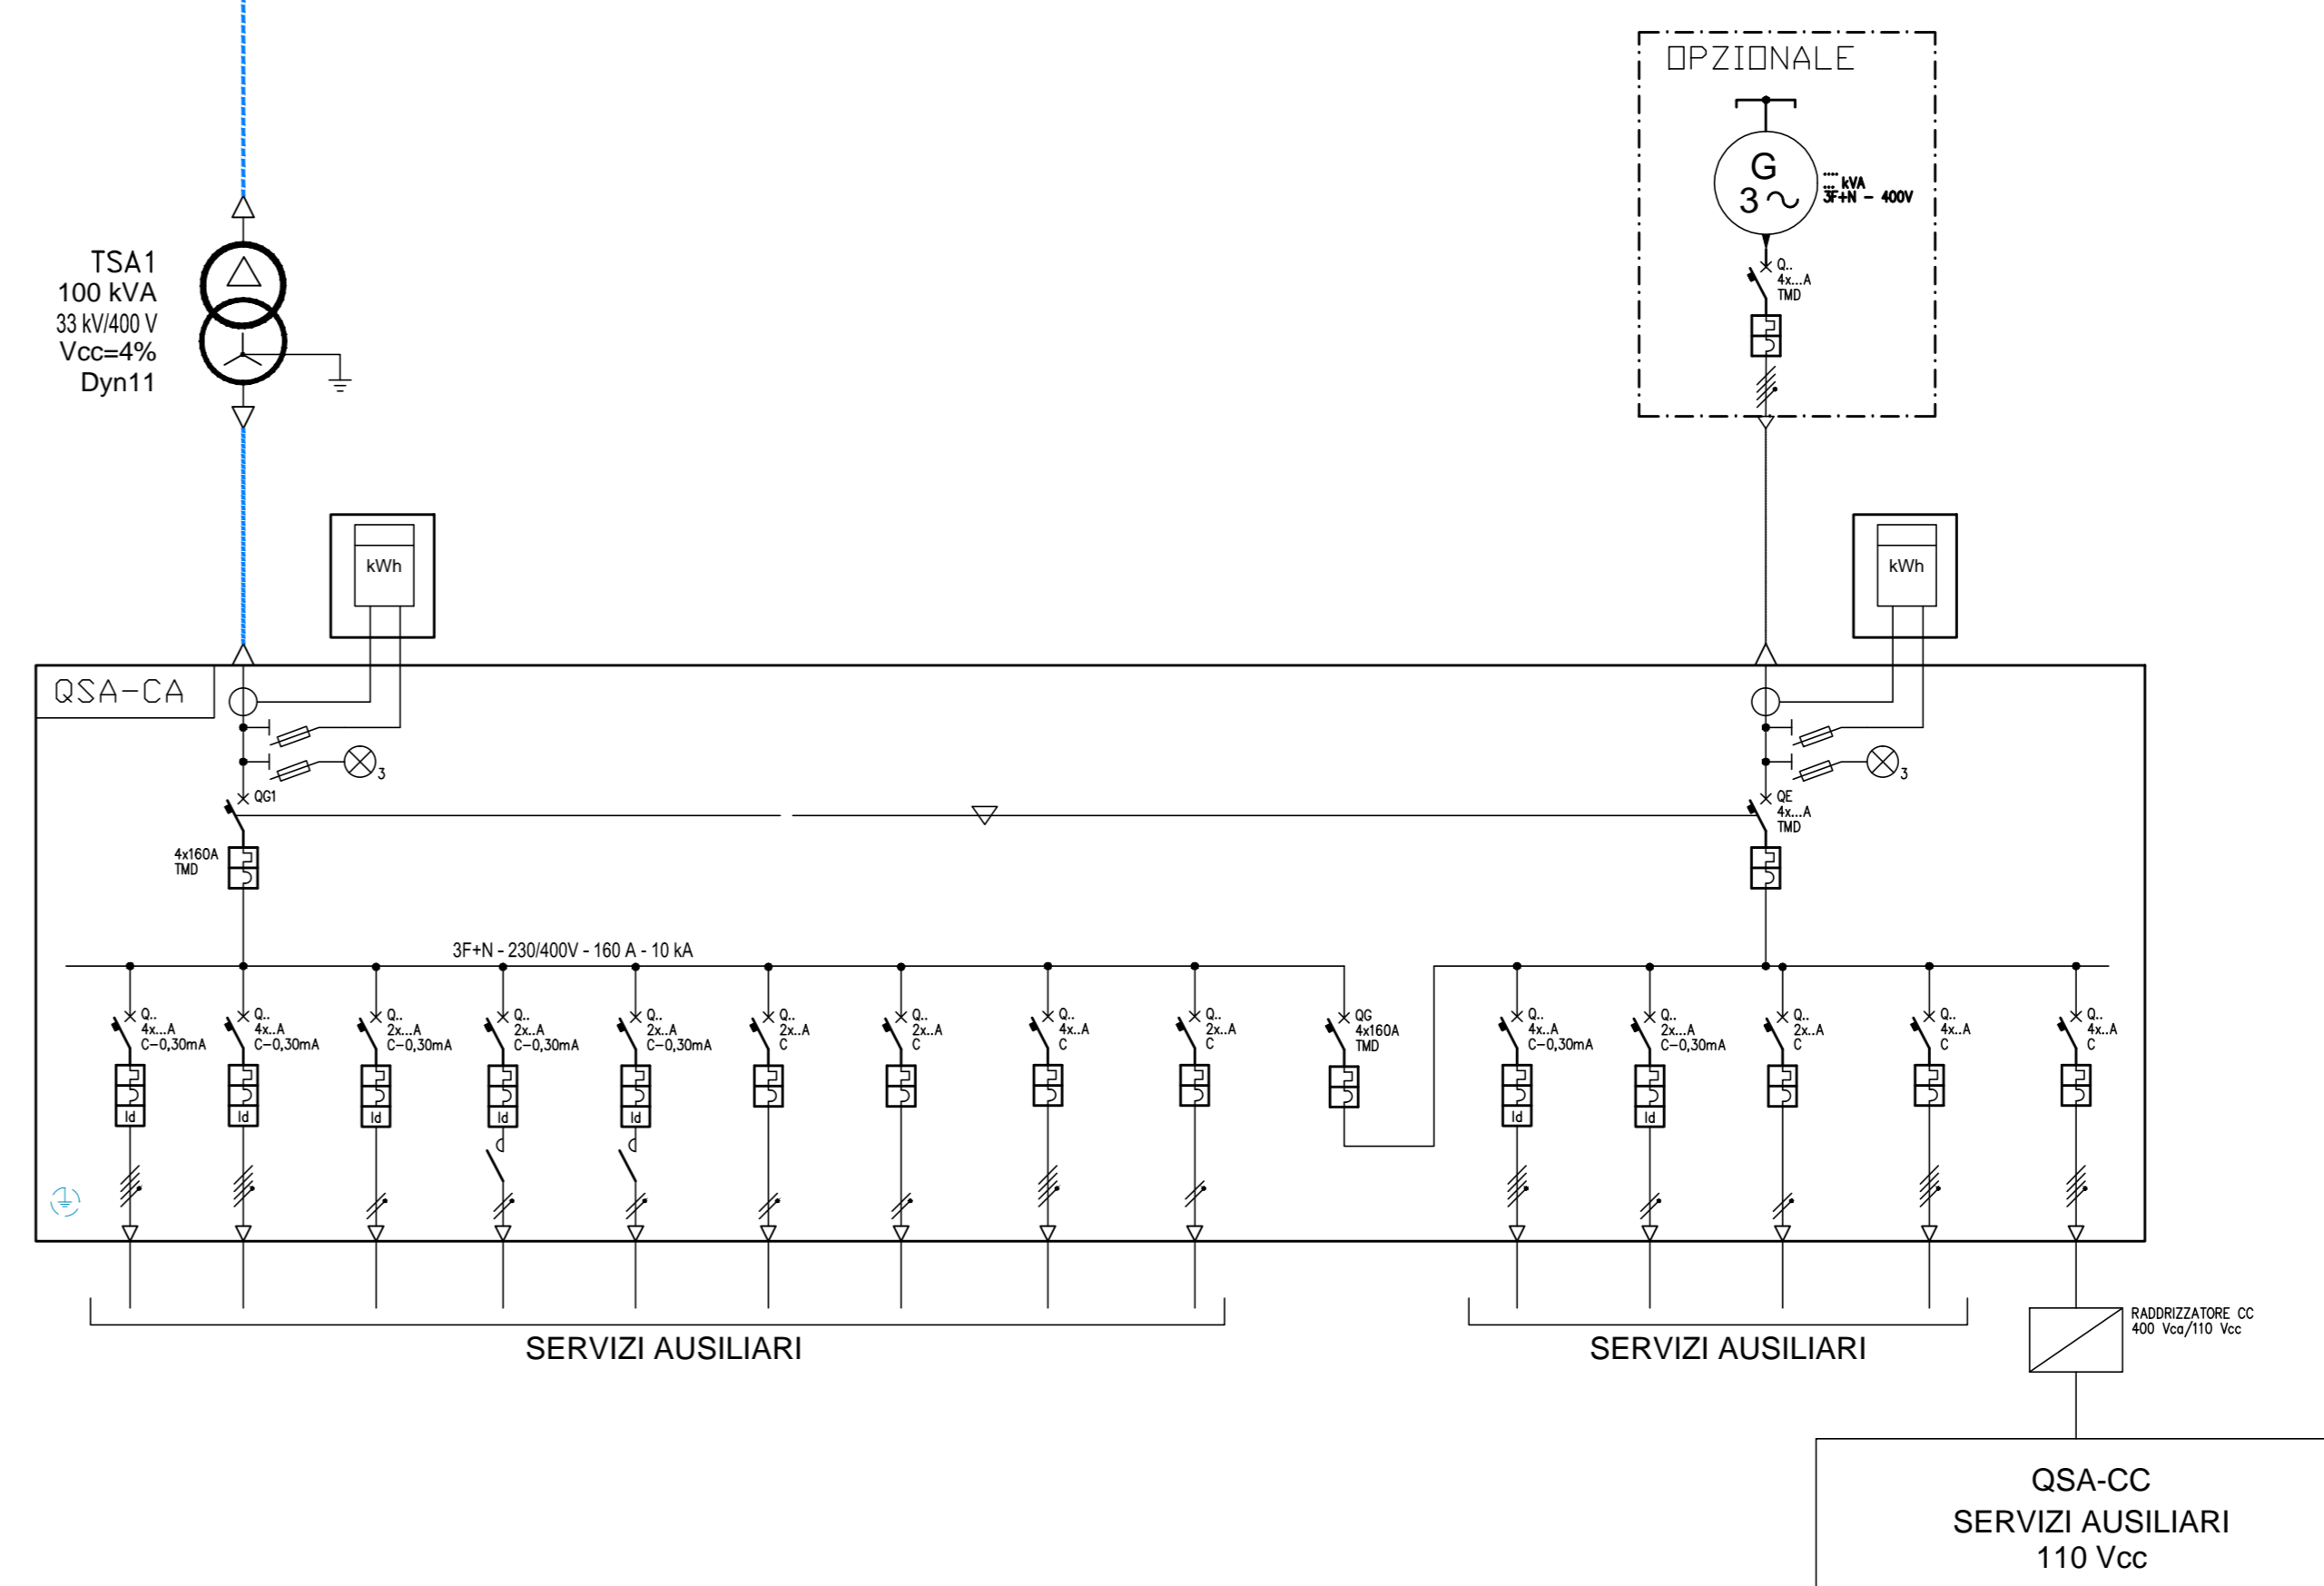 OPZIONALE
G
3
....
... kVA
3F+N - 400V
Q..
4x...A
TMD
TSA1
100 kVA
33 kV/400 V
Vcc=4%
Dyn11
kWh
kWh
QSA-CA
3
3
QG1
4x160A
TMD
QE
4x...A
TMD
3F+N - 230/400V - 160 A - 10 kA
Q..
4x...A
C-0,30mA
Id
Q..
4x..A
C-0,30mA
Id
Q..
2x...A
C-0,30mA
Id
Q..
2x...A
C-0,30mA
Id
Q..
2x..A
C-0,30mA
Id
Q..
2x..A
C
Q..
2x..A
C
Q..
4x..A
C
Q..
2x..A
C
QG
4x160A
TMD
Q..
4x..A
C-0,30mA
Id
Q..
2x...A
C-0,30mA
Id
Q..
2x..A
C
Q..
4x..A
C
Q..
4x..A
C
SERVIZI AUSILIARI
SERVIZI AUSILIARI
RADDRIZZATORE CC
400 Vca/110 Vcc
QSA-CC
SERVIZI AUSILIARI
110 Vcc